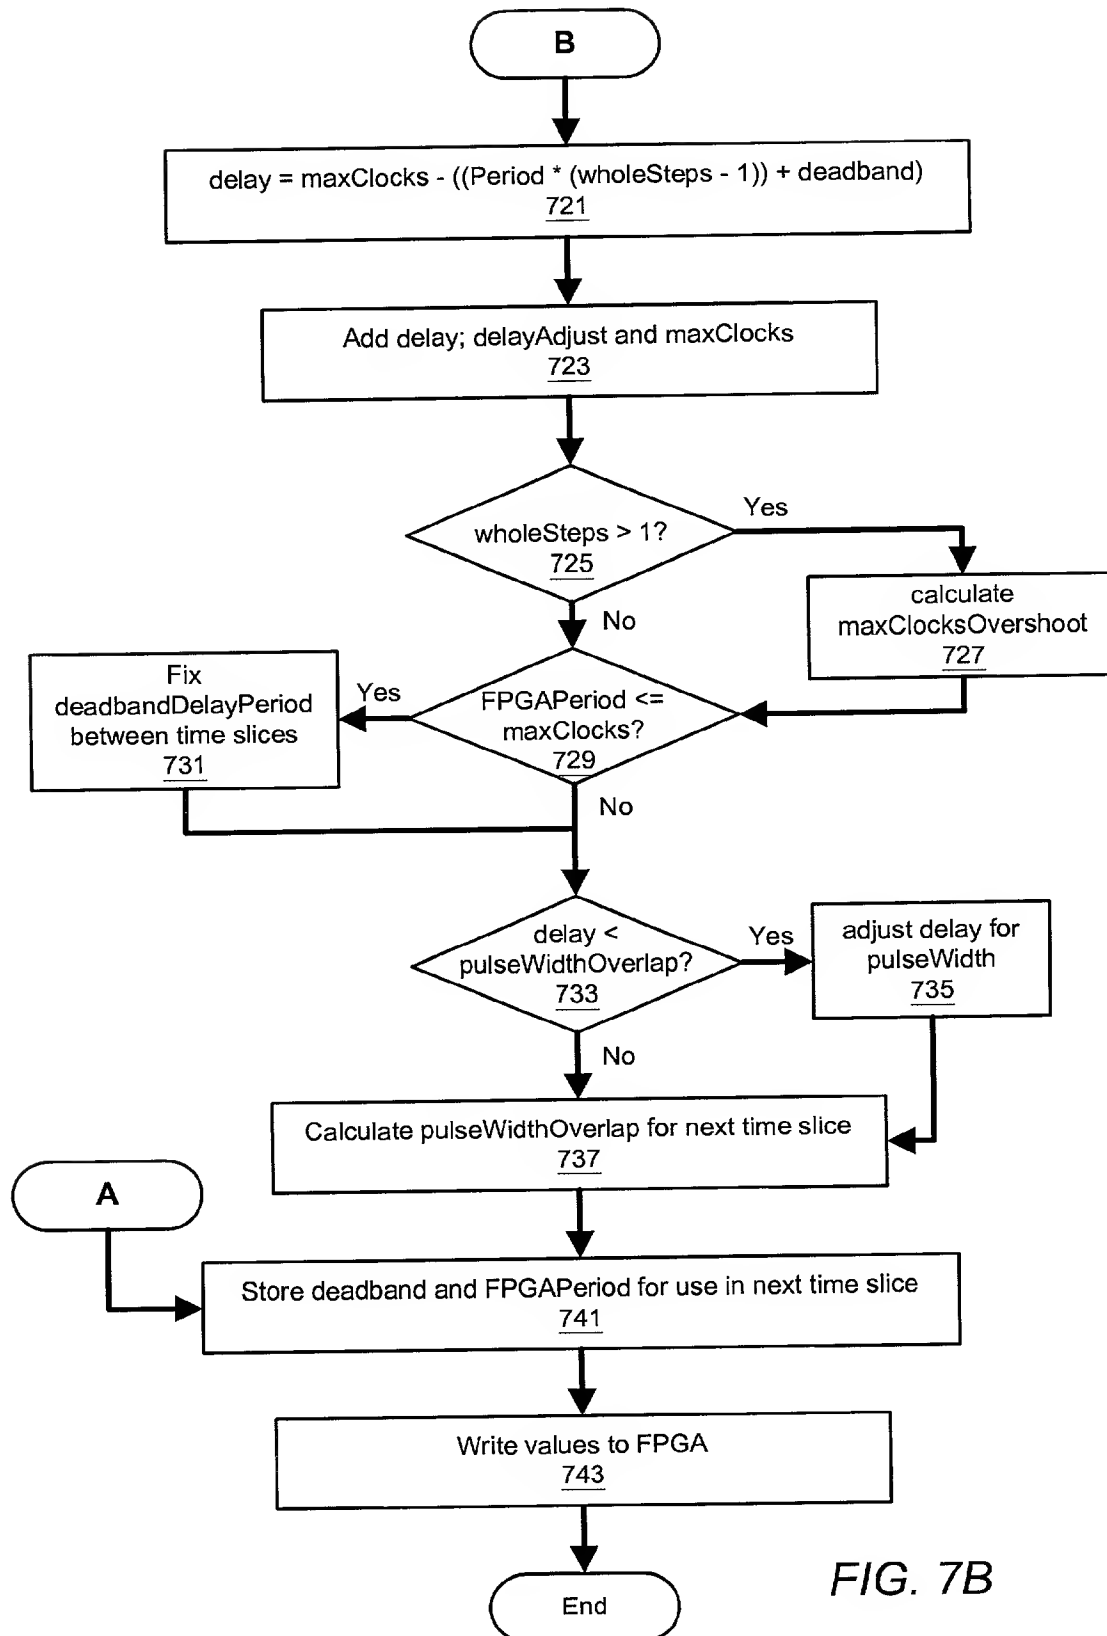 B
delay = maxClocks - ((Period * (wholeSteps - 1)) + deadband)
721
Add delay; delayAdjust and maxClocks
723
wholeSteps > 1?
725
Yes
No
calculate
maxClocksOvershoot
727
FPGAPeriod <=
maxClocks?
729
Yes
No
Fix
deadbandDelayPeriod
between time slices
731
delay <
pulseWidthOverlap?
733
Yes
No
adjust delay for
pulseWidth
735
Calculate pulseWidthOverlap for next time slice
737
A
Store deadband and FPGAPeriod for use in next time slice
741
Write values to FPGA
743
End
FIG. 7B